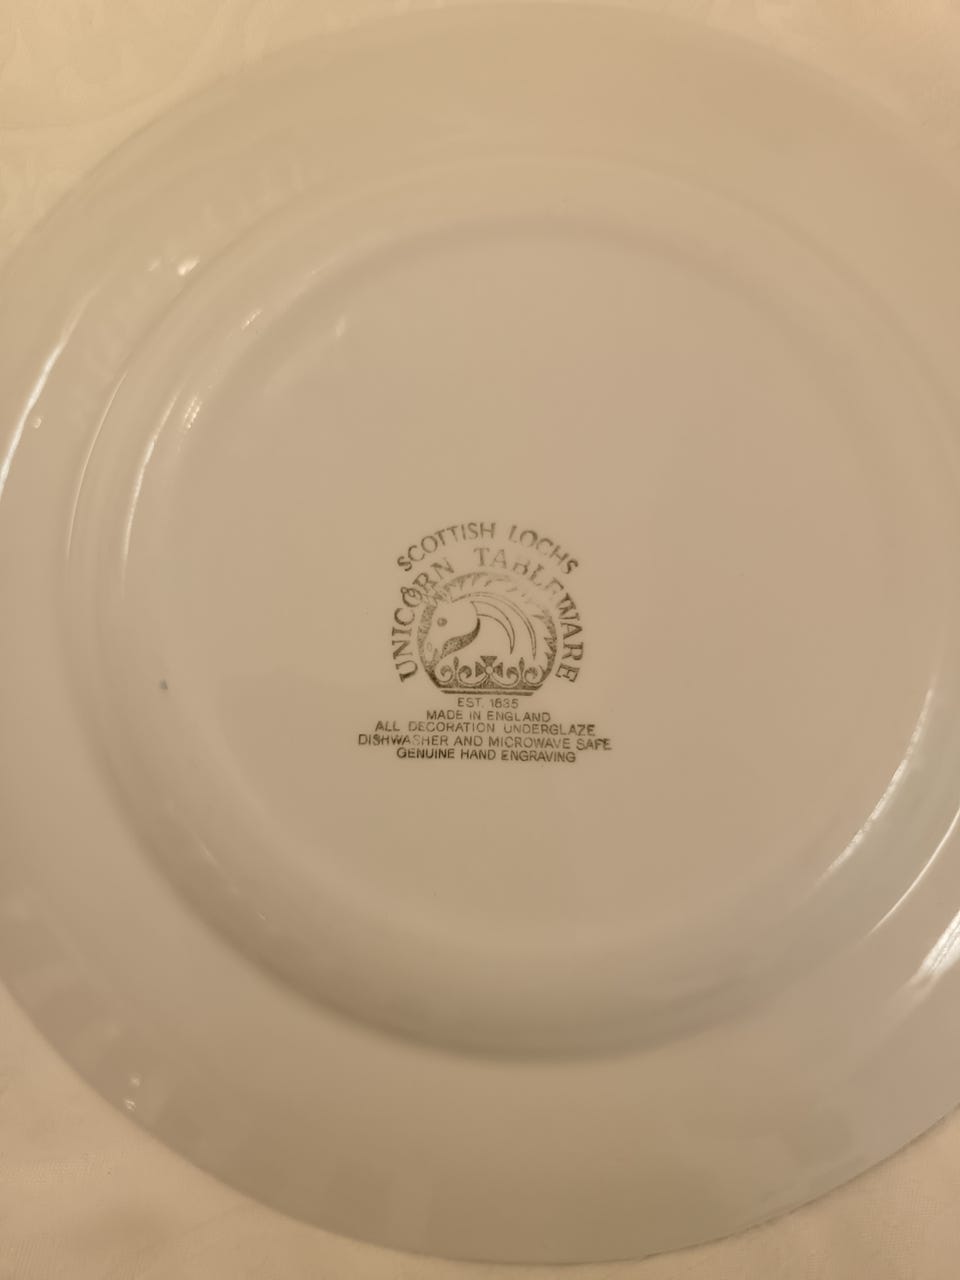 SCOTTISH LOCHS
UNICORN TABLEWARE
EST. 1835
MADE IN ENGLAND
ALL DECORATION UNDERGLAZE
DISHWASHER AND MICROWAVE SAFE
GENUINE HAND ENGRAVING